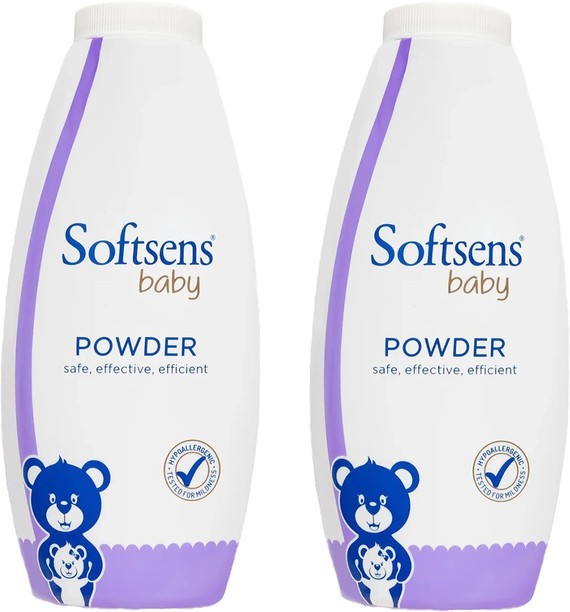 Softsens®
baby
POWDER
safe, effective, efficient
HYPOALLERGENIC
TESTED FOR MILDNESS
Softsens®
baby
POWDER
safe, effective, efficient
HYPOALLERGENIC
TESTED FOR MILDNESS